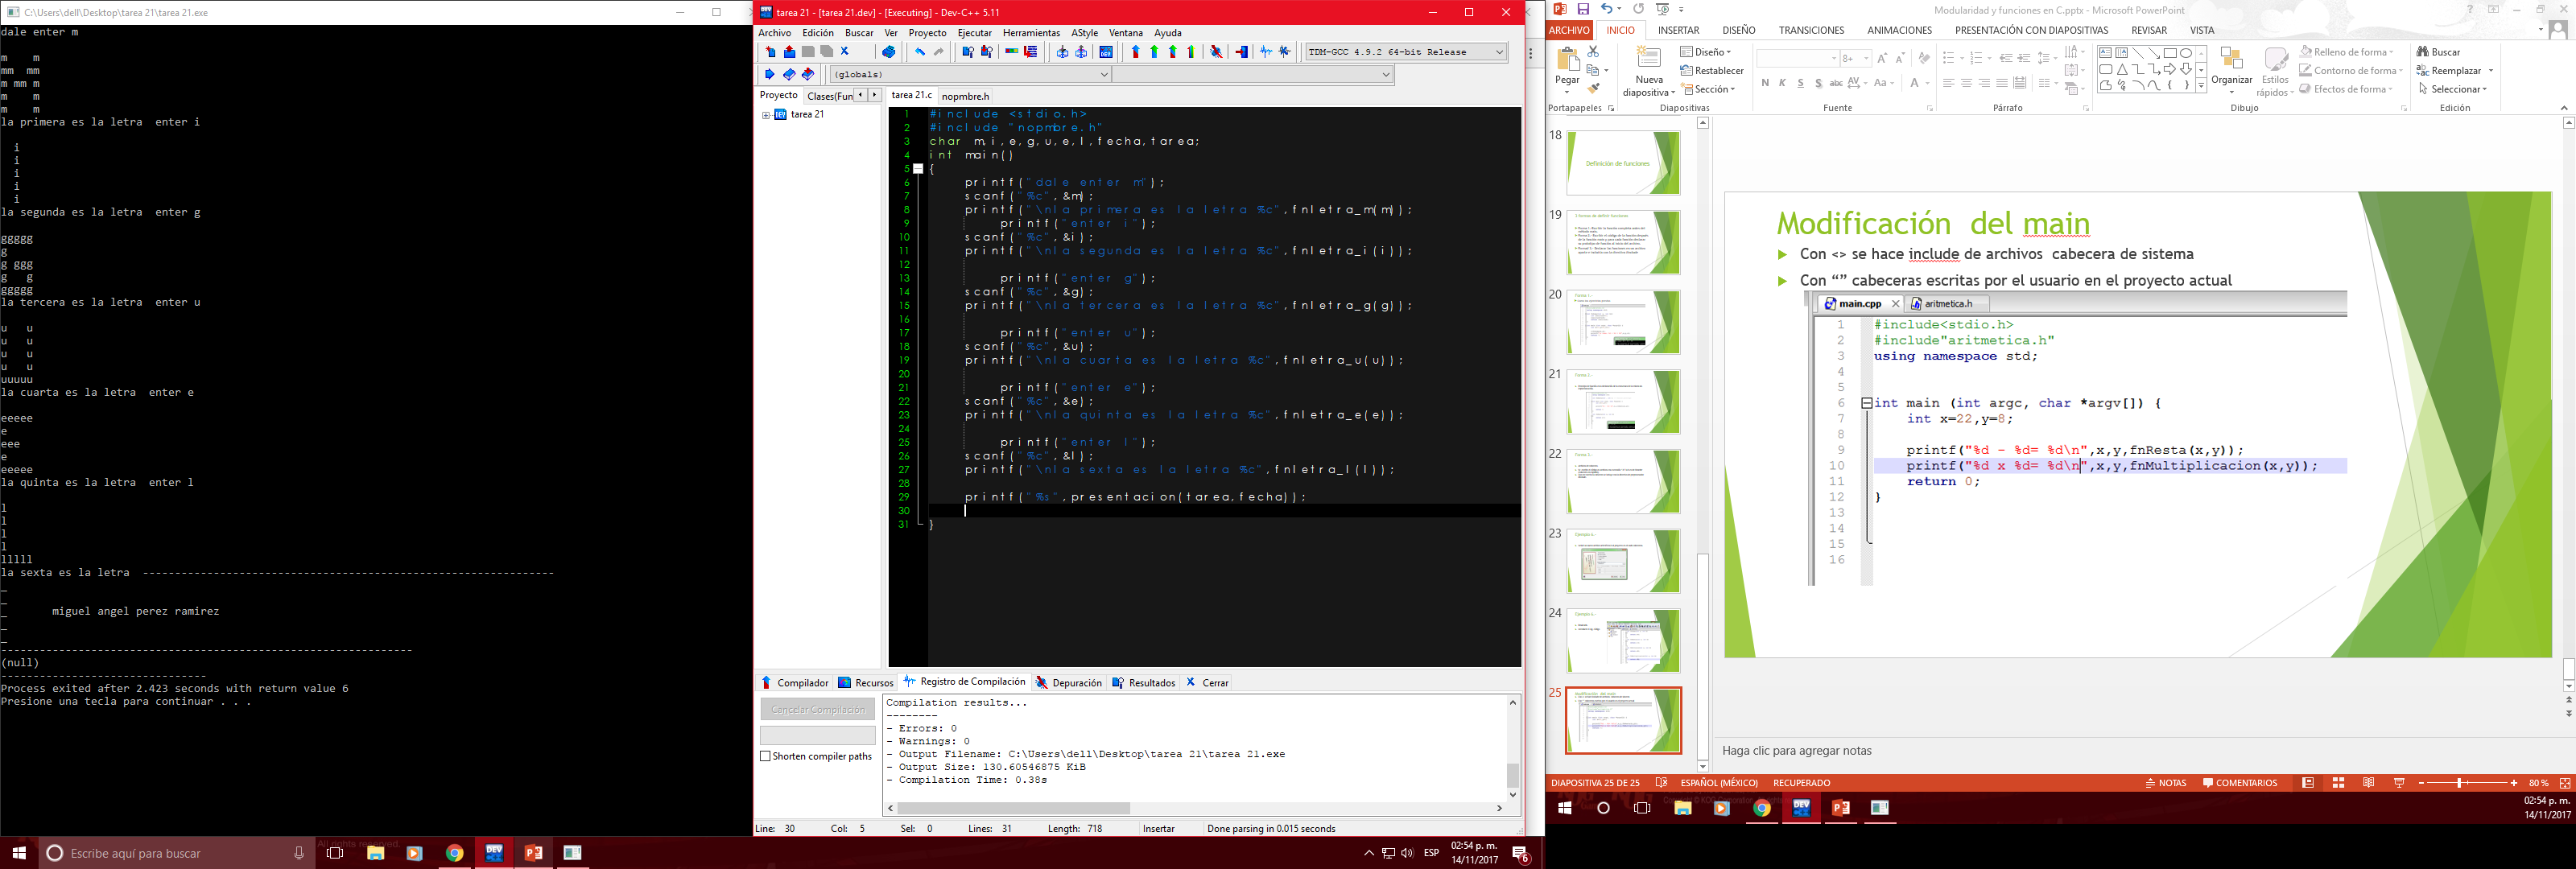 C:\Users\dell\Desktop\tarea 21\tarea 21.exe
dale enter m
m    m
mm  mm
m mm m
m    m
m    m
la primera es la letra  enter i
i
i
i
i
i
la segunda es la letra  enter g
ggggg
g
g ggg
g   g
ggggg
la tercera es la letra  enter u
u   u
u   u
u   u
u   u
uuuuu
la cuarta es la letra  enter e
eeeee
e
eee
e
eeeee
la quinta es la letra  enter l
l
l
l
l
lllll
la sexta es la letra  ----------------------------------------------------------------
_
_
_       miguel angel perez ramirez
_
_
----------------------------------------------------------------
(null)
--------------------------------
Process exited after 2.423 seconds with return value 6
Presione una tecla para continuar . . .
tarea 21 - [tarea 21.dev] - [Executing] - Dev-C++ 5.11
Archivo Edición Buscar Ver Proyecto Ejecutar Herramientas AStyle Ventana Ayuda
TDM-GCC 4.9.2 64-bit Release
(globals)
Proyecto Clases(Fun
tarea 21
tarea 21.c nopmbre.h
1 #include <stdio.h>
2 #include "nopmbre.h"
3 char m,i,e,g,u,e,l,fecha,tarea;
4 int main()
5 {
6 printf("dale enter m");
7 scanf("%c",&m);
8 printf("\nla primera es la letra %c",fnletra_m(m));
9 printf("enter i");
10 scanf("%c",&i);
11 printf("\nla segunda es la letra %c",fnletra_i(i));
12
13 printf("enter g");
14 scanf("%c",&g);
15 printf("\nla tercera es la letra %c",fnletra_g(g));
16
17 printf("enter u");
18 scanf("%c",&u);
19 printf("\nla cuarta es la letra %c",fnletra_u(u));
20
21 printf("enter e");
22 scanf("%c",&e);
23 printf("\nla quinta es la letra %c",fnletra_e(e));
24
25 printf("enter l");
26 scanf("%c",&l);
27 printf("\nla sexta es la letra %c",fnletra_l(l));
28
29 printf("%s",presentacion(tarea,fecha));
30
31 }
Compilador Recursos Registro de Compilación Depuración Resultados Cerrar
Cancelar Compilación
Shorten compiler paths
Compilation results...
--------
- Errors: 0
- Warnings: 0
- Output Filename: C:\Users\dell\Desktop\tarea 21\tarea 21.exe
- Output Size: 130.60546875 KiB
- Compilation Time: 0.38s
Line: 30 Col: 5 Sel: 0 Lines: 31 Length: 718 Insertar Done parsing in 0.015 seconds
Escribe aquí para buscar
All rights reserved.
ESP
02:54 p. m.
14/11/2017
6
Modularidad y funciones en C.pptx - Microsoft PowerPoint
ARCHIVO INICIO INSERTAR DISEÑO TRANSICIONES ANIMACIONES PRESENTACIÓN CON DIAPOSITIVAS REVISAR VISTA
Pegar
Nueva diapositiva
Diseño
Restablecer
Sección
8+
N K S S abc AV Aa A
Organizar
Estilos rápidos
Relleno de forma
Contorno de forma
Efectos de forma
Buscar
Reemplazar
Seleccionar
Portapapeles Diapositivas Fuente Párrafo Dibujo Edición
18
Definición de funciones
19
20
21
22
23
24
25
Modificación  del main
Con <> se hace include de archivos  cabecera de sistema
Con “” cabeceras escritas por el usuario en el proyecto actual
main.cpp aritmetica.h
1 #include<stdio.h>
2 #include"aritmetica.h"
3 using namespace std;
4
5
6 int main (int argc, char *argv[]) {
7 int x=22,y=8;
8
9 printf("%d - %d= %d\n",x,y,fnResta(x,y));
10 printf("%d x %d= %d\n",x,y,fnMultiplicacion(x,y));
11 return 0;
12 }
13
14
15
16
Haga clic para agregar notas
DIAPOSITIVA 25 DE 25 ESPAÑOL (MÉXICO) RECUPERADO NOTAS COMENTARIOS 80 %
02:54 p. m.
14/11/2017